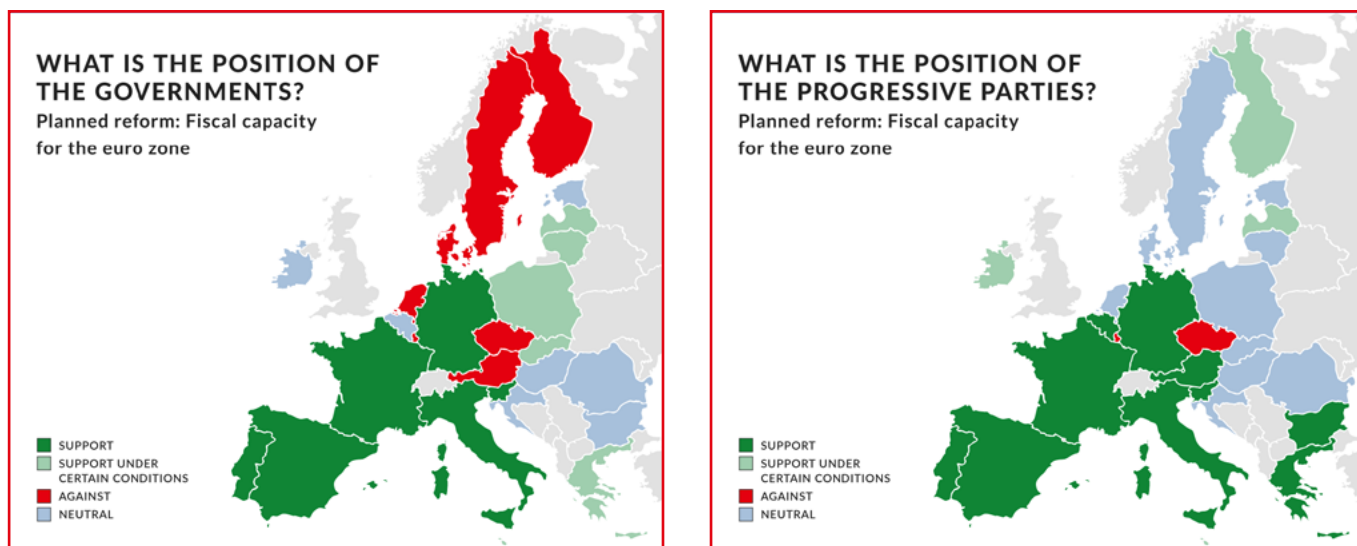 WHAT IS THE POSITION OF
THE GOVERNMENTS?
Planned reform: Fiscal capacity
for the euro zone
SUPPORT
SUPPORT UNDER
CERTAIN CONDITIONS
AGAINST
NEUTRAL
WHAT IS THE POSITION OF
THE PROGRESSIVE PARTIES?
Planned reform: Fiscal capacity
for the euro zone
SUPPORT
SUPPORT UNDER
CERTAIN CONDITIONS
AGAINST
NEUTRAL